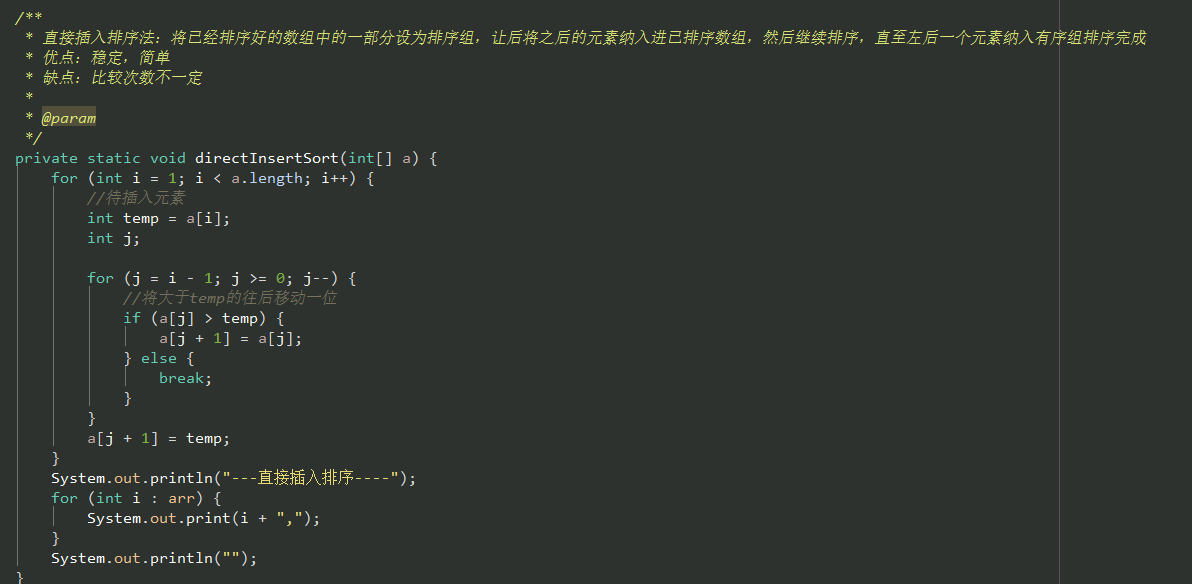 /**
 * 直接插入排序法：将已经排序好的数组中的一部分设为排序组，让后将之后的元素纳入进已排序数组，然后继续排序，直至左后一个元素纳入有序组排序完成
 * 优点：稳定，简单
 * 缺点：比较次数不一定
 *
 * @param
 */
private static void directInsertSort(int[] a) {
    for (int i = 1; i < a.length; i++) {
        //待插入元素
        int temp = a[i];
        int j;

        for (j = i - 1; j >= 0; j--) {
            //将大于temp的往后移动一位
            if (a[j] > temp) {
                a[j + 1] = a[j];
            } else {
                break;
            }
        }
        a[j + 1] = temp;
    }
    System.out.println("---直接插入排序----");
    for (int i : arr) {
        System.out.print(i + ",");
    }
    System.out.println("");
}